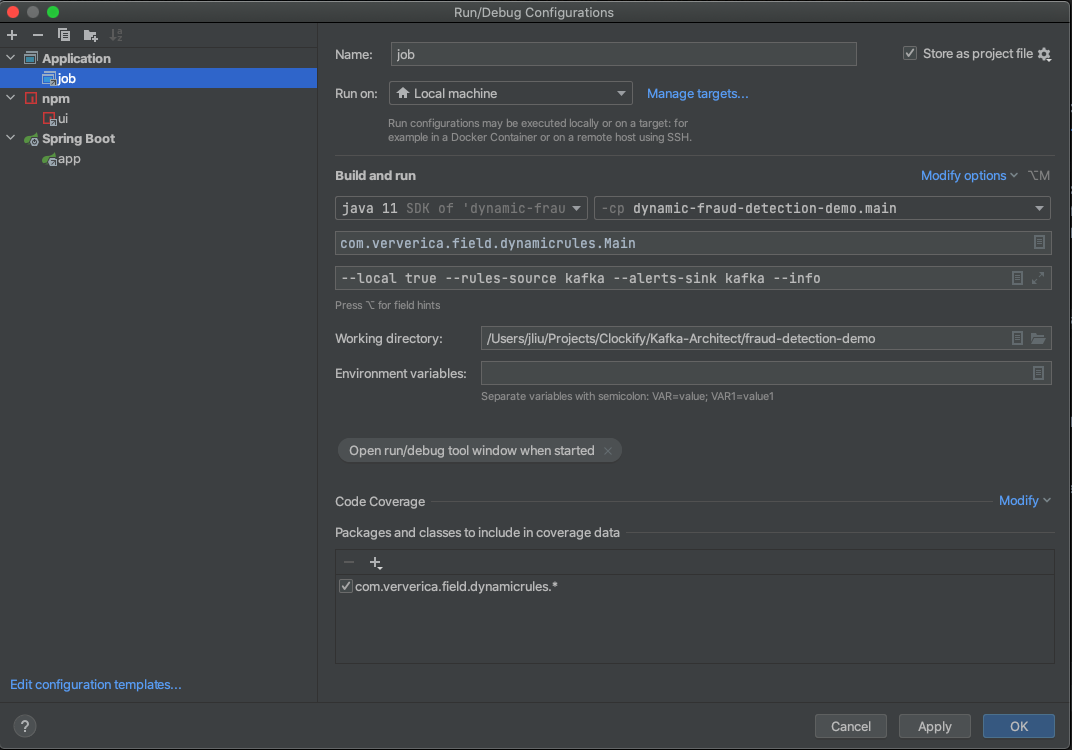 Run/Debug Configurations
Application
job
npm
ui
Spring Boot
app
Edit configuration templates...
?
Name:
job
Store as project file
Run on:
Local machine
Manage targets...
Run configurations may be executed locally or on a target: for
example in a Docker Container or on a remote host using SSH.
Build and run
Modify options
⌥M
java 11 SDK of 'dynamic-frau
-cp dynamic-fraud-detection-demo.main
com.ververica.field.dynamicrules.Main
--local true --rules-source kafka --alerts-sink kafka --info
Press ⌥ for field hints
Working directory:
/Users/jliu/Projects/Clockify/Kafka-Architect/fraud-detection-demo
Environment variables:
Separate variables with semicolon: VAR=value; VAR1=value1
Open run/debug tool window when started
Code Coverage
Modify
Packages and classes to include in coverage data
com.ververica.field.dynamicrules.*
Cancel
Apply
OK